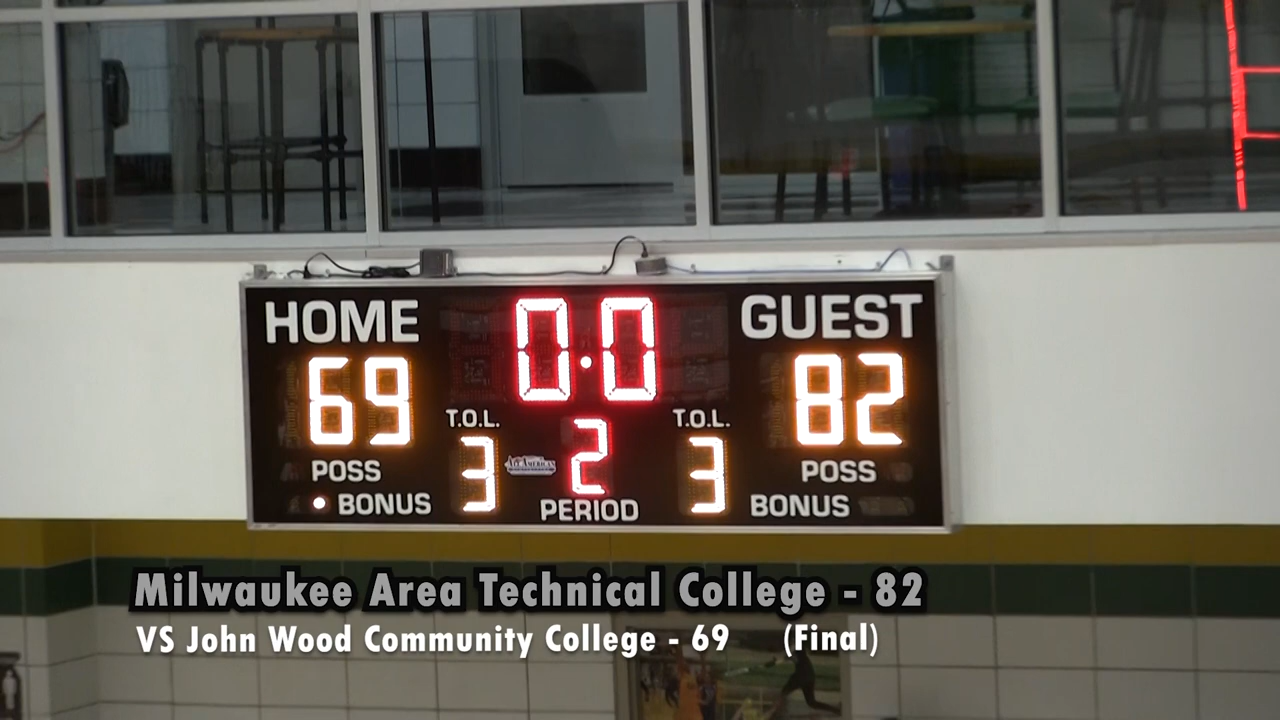 HOME 0.0 GUEST
69 82
T.O.L. T.O.L.
3 2 3
POSS POSS
BONUS PERIOD BONUS
Milwaukee Area Technical College - 82
VS John Wood Community College - 69 (Final)